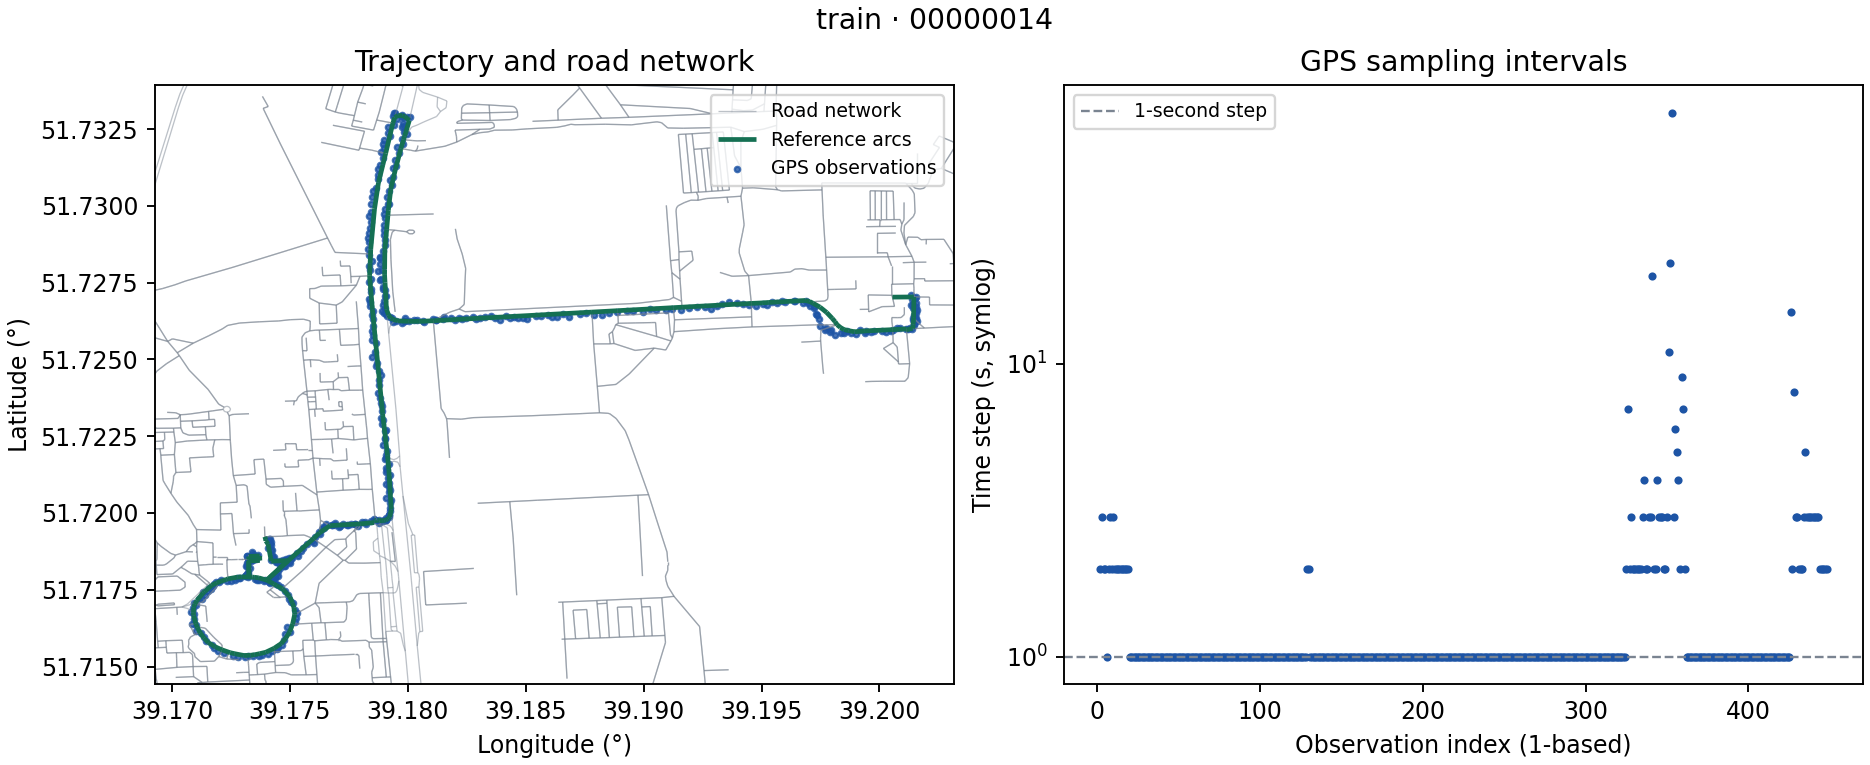 train · 00000014
Trajectory and road network
Road network
Reference arcs
GPS observations
51.7325
51.7300
51.7275
51.7250
51.7225
51.7200
51.7175
51.7150
Latitude (°)
39.170
39.175
39.180
39.185
39.190
39.195
39.200
Longitude (°)
GPS sampling intervals
1-second step
10¹
10⁰
Time step (s, symlog)
0
100
200
300
400
Observation index (1-based)